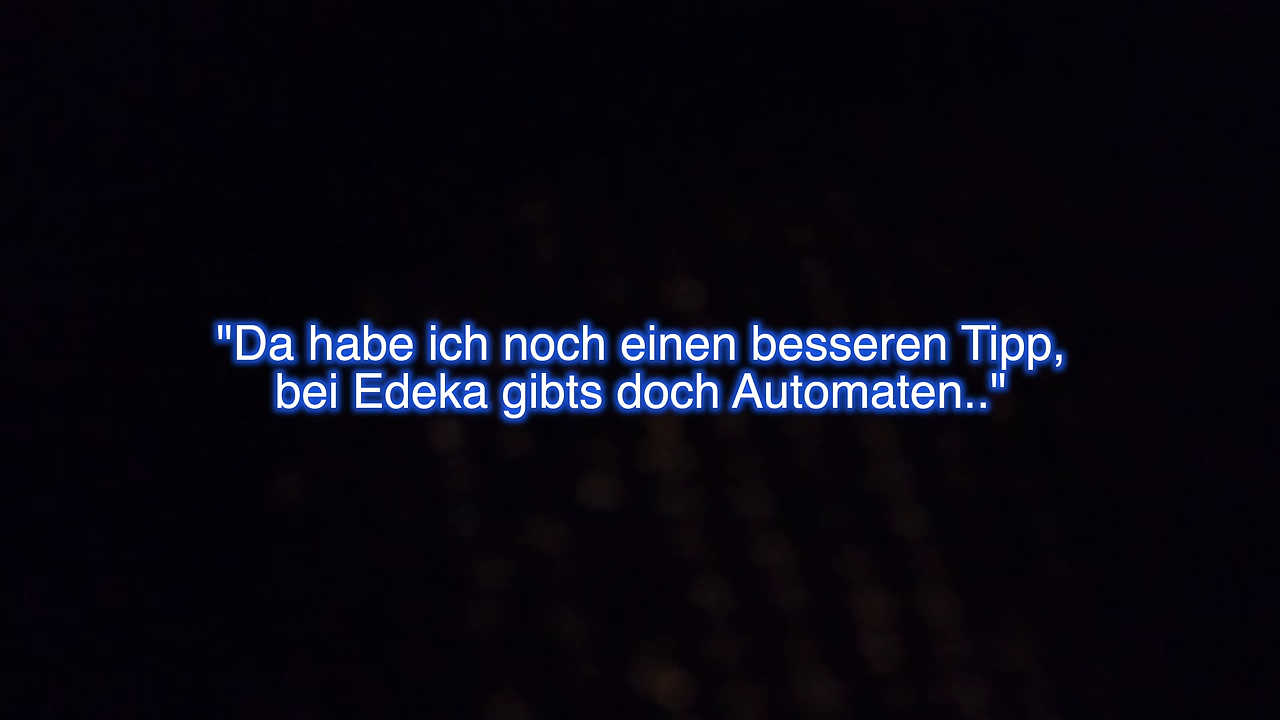 "Da habe ich noch einen besseren Tipp,
bei Edeka gibts doch Automaten.."